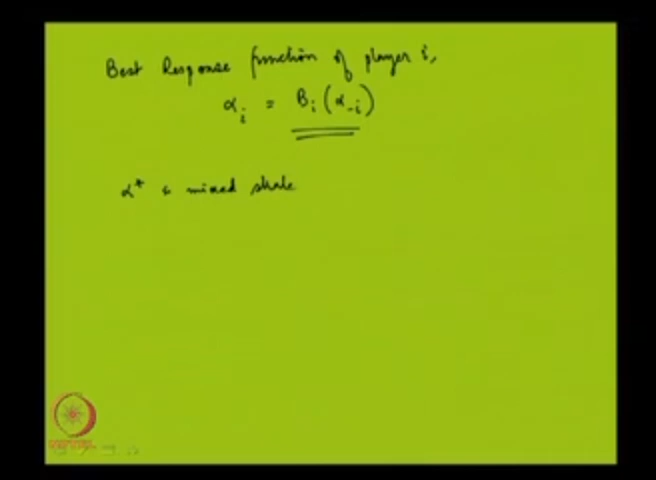 Best Response function of player i,
αi = Bi(α-i)
α* a mixed strate